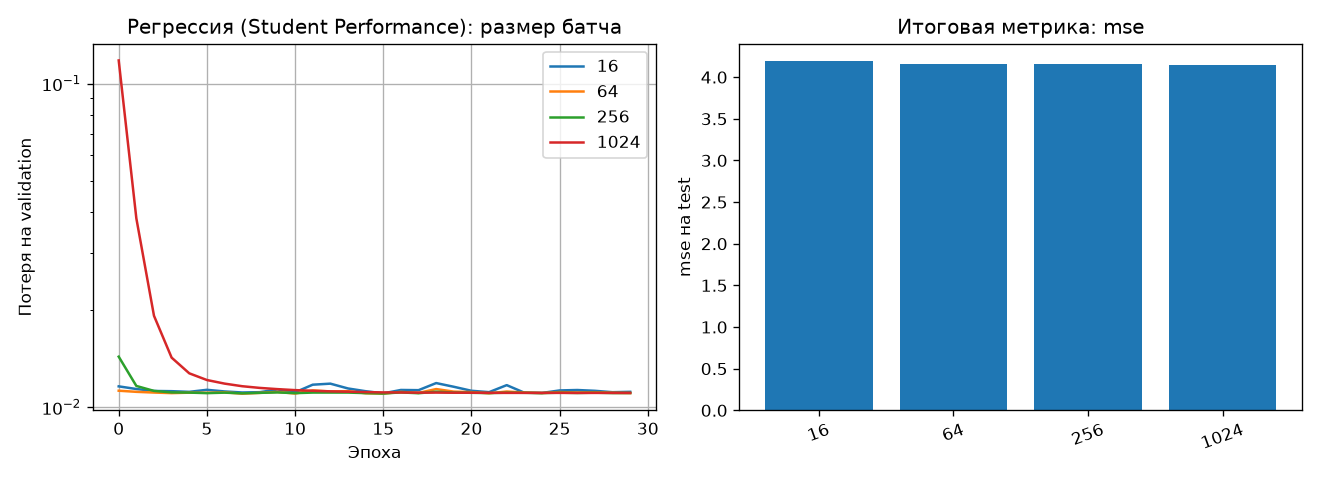 Регрессия (Student Performance): размер батча
Потеря на validation
10⁻¹
10⁻²
16
64
256
1024
0 5 10 15 20 25 30
Эпоха
Итоговая метрика: mse
mse на test
4.0
3.5
3.0
2.5
2.0
1.5
1.0
0.5
0.0
16 64 256 1024